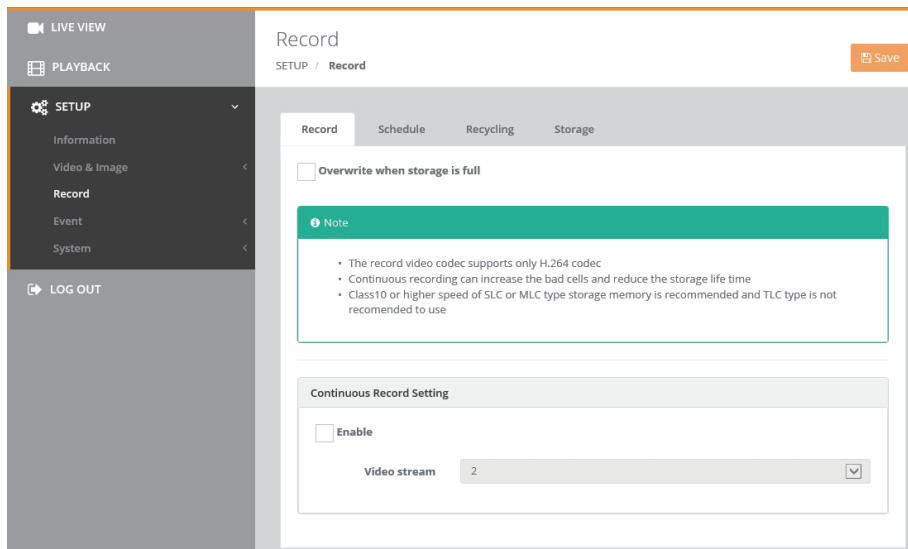 LIVE VIEW
PLAYBACK
SETUP
Information
Video & Image
Record
Event
System
LOG OUT
Record
SETUP / Record
Save
Record
Schedule
Recycling
Storage
Overwrite when storage is full
Note
• The record video codec supports only H.264 codec
• Continuous recording can increase the bad cells and reduce the storage life time
• Class10 or higher speed of SLC or MLC type storage memory is recommended and TLC type is not
recomended to use
Continuous Record Setting
Enable
Video stream
2